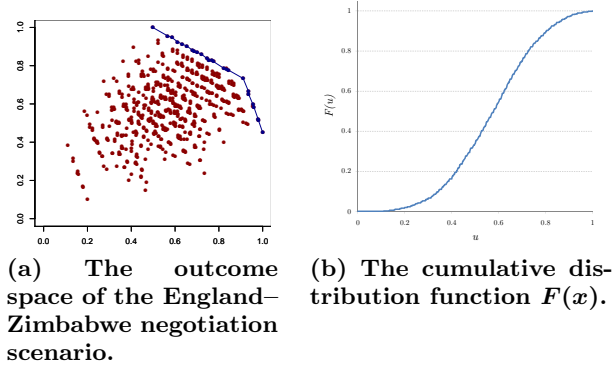 1.0
0.8
0.6
0.4
0.2
0.0
0.0 0.2 0.4 0.6 0.8 1.0
1
0.8
0.6
0.4
0.2
0
F(u)
0 0.2 0.4 0.6 0.8 1
u
(a) The outcome
space of the England–
Zimbabwe negotiation
scenario.
(b) The cumulative dis-
tribution function F(x).